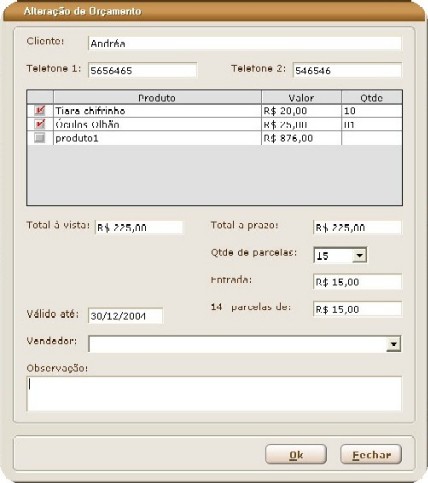 Alteração de Orçamento
Cliente: Andréa
Telefone 1: 5656465 Telefone 2: 546546
Produto Valor Qtde
Tiara chifrinho R$ 20,00 10
Óculos Olhão R$ 25,00 01
produto1 R$ 876,00
Total à vista: R$ 225,00 Total a prazo: R$ 225,00
Qtde de parcelas: 15
Entrada: R$ 15,00
Válido até: 30/12/2004 14 parcelas de: R$ 15,00
Vendedor:
Observação:
Ok Fechar